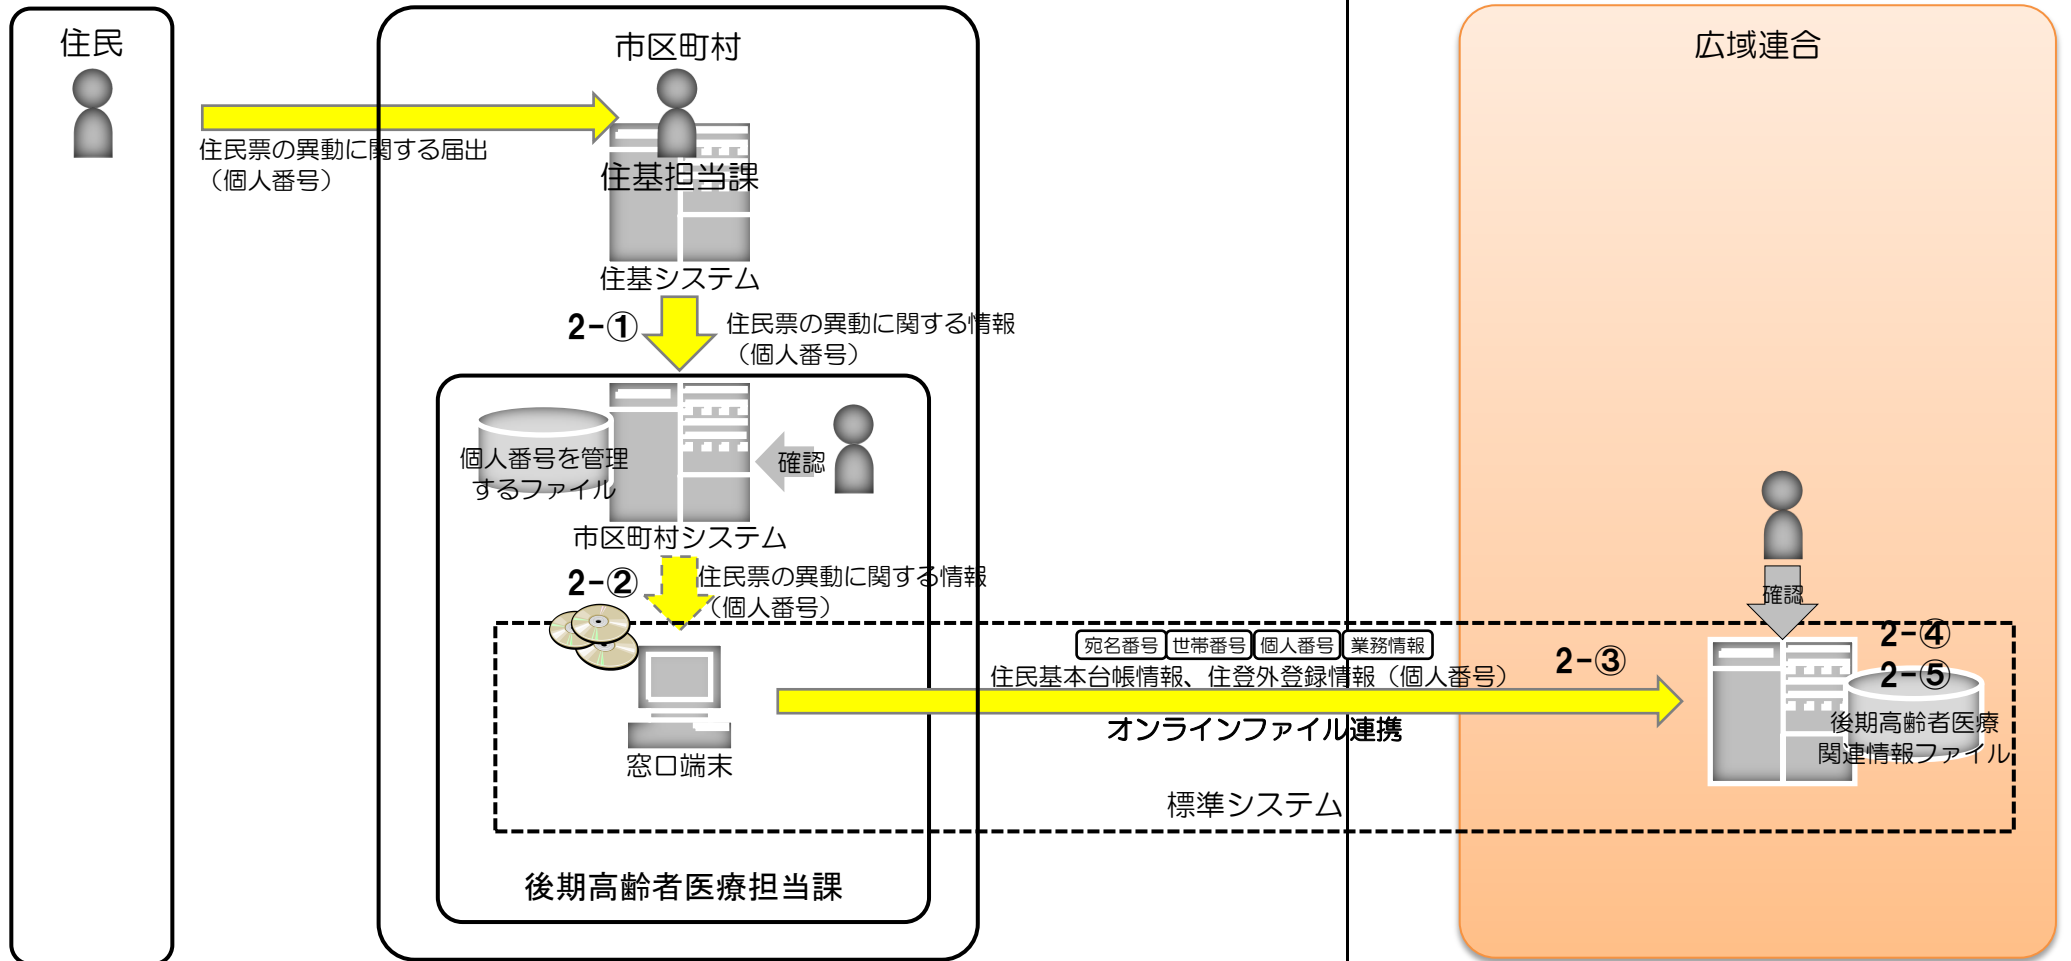 住民
市区町村
広域連合
住民票の異動に関する届出
（個人番号）
住基担当課
住基システム
2-①
住民票の異動に関する情報
（個人番号）
個人番号を管理
するファイル
確認
市区町村システム
2-②
住民票の異動に関する情報
（個人番号）
確認
宛名番号 世帯番号 個人番号 業務情報
住民基本台帳情報、住登外登録情報（個人番号）
2-③
オンラインファイル連携
2-④
2-⑤
後期高齢者医療
関連情報ファイル
窓口端末
標準システム
後期高齢者医療担当課